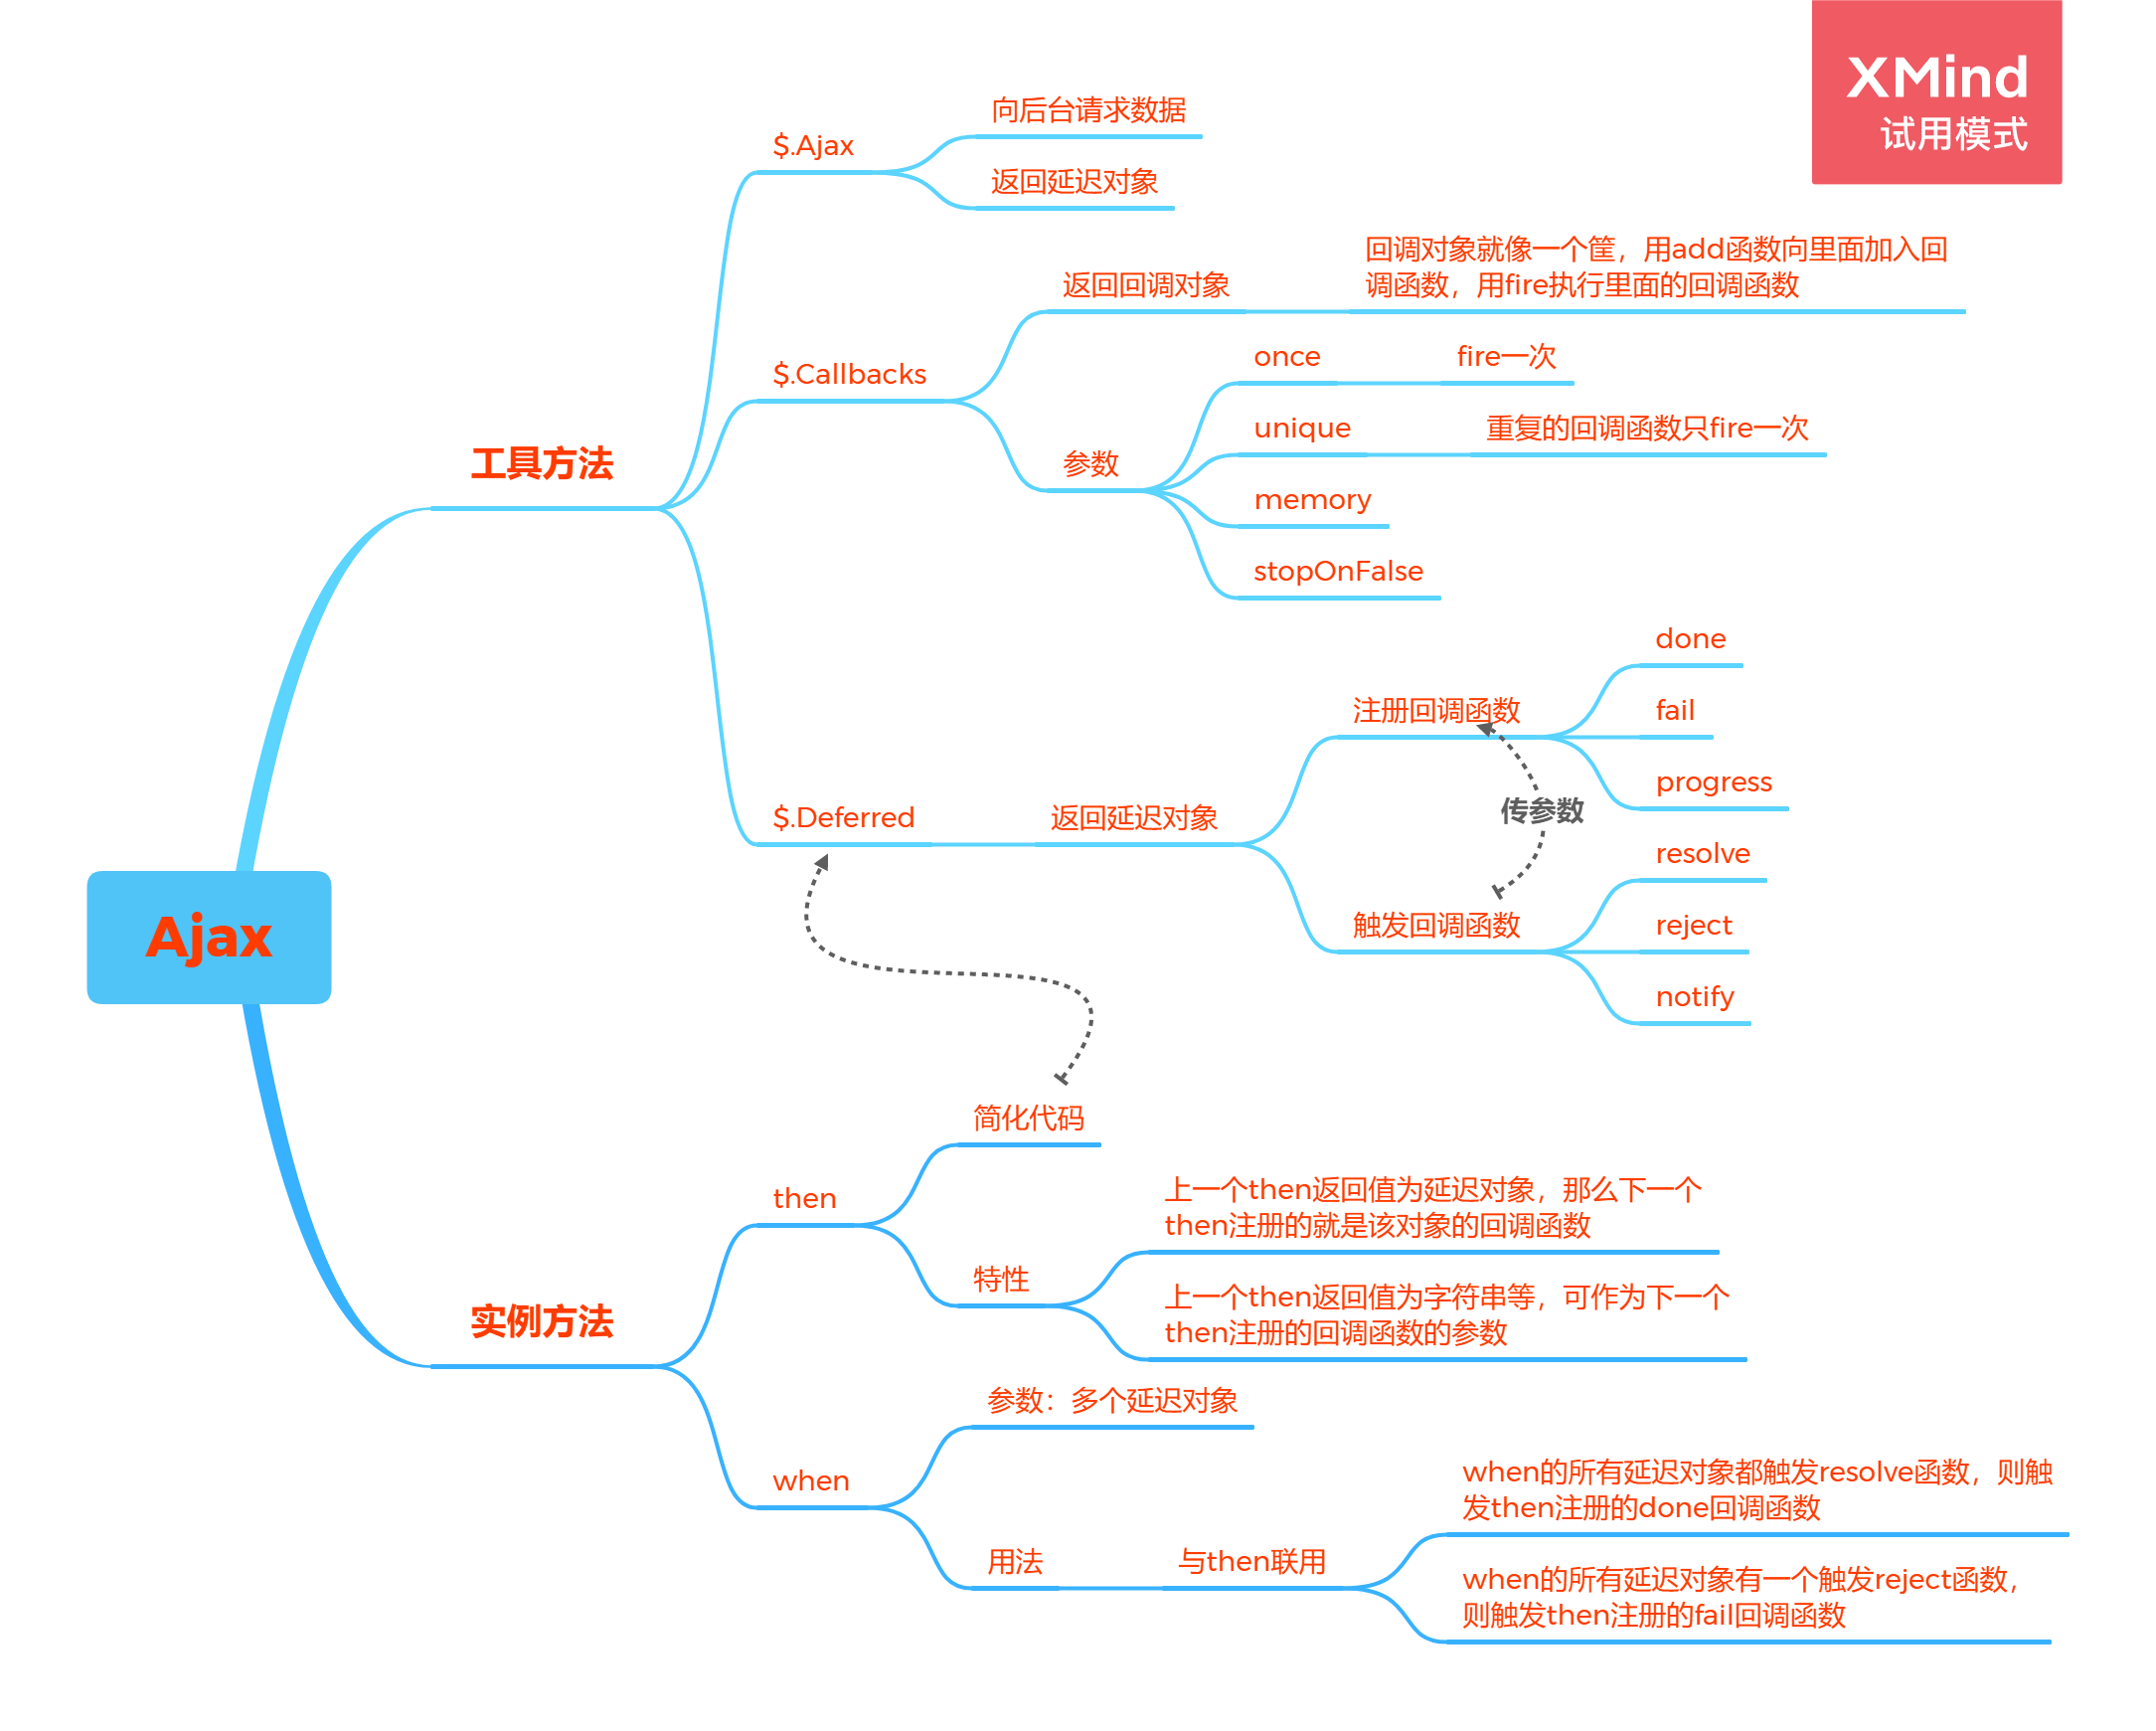 XMind
试用模式
Ajax
工具方法
$.Ajax
向后台请求数据
返回延迟对象
$.Callbacks
返回回调对象
回调对象就像一个筐，用add函数向里面加入回
调函数，用fire执行里面的回调函数
参数
once
fire一次
unique
重复的回调函数只fire一次
memory
stopOnFalse
$.Deferred
返回延迟对象
注册回调函数
done
fail
progress
传参数
触发回调函数
resolve
reject
notify
实例方法
then
简化代码
特性
上一个then返回值为延迟对象，那么下一个
then注册的就是该对象的回调函数
上一个then返回值为字符串等，可作为下一个
then注册的回调函数的参数
when
参数：多个延迟对象
用法
与then联用
when的所有延迟对象都触发resolve函数，则触
发then注册的done回调函数
when的所有延迟对象有一个触发reject函数，
则触发then注册的fail回调函数